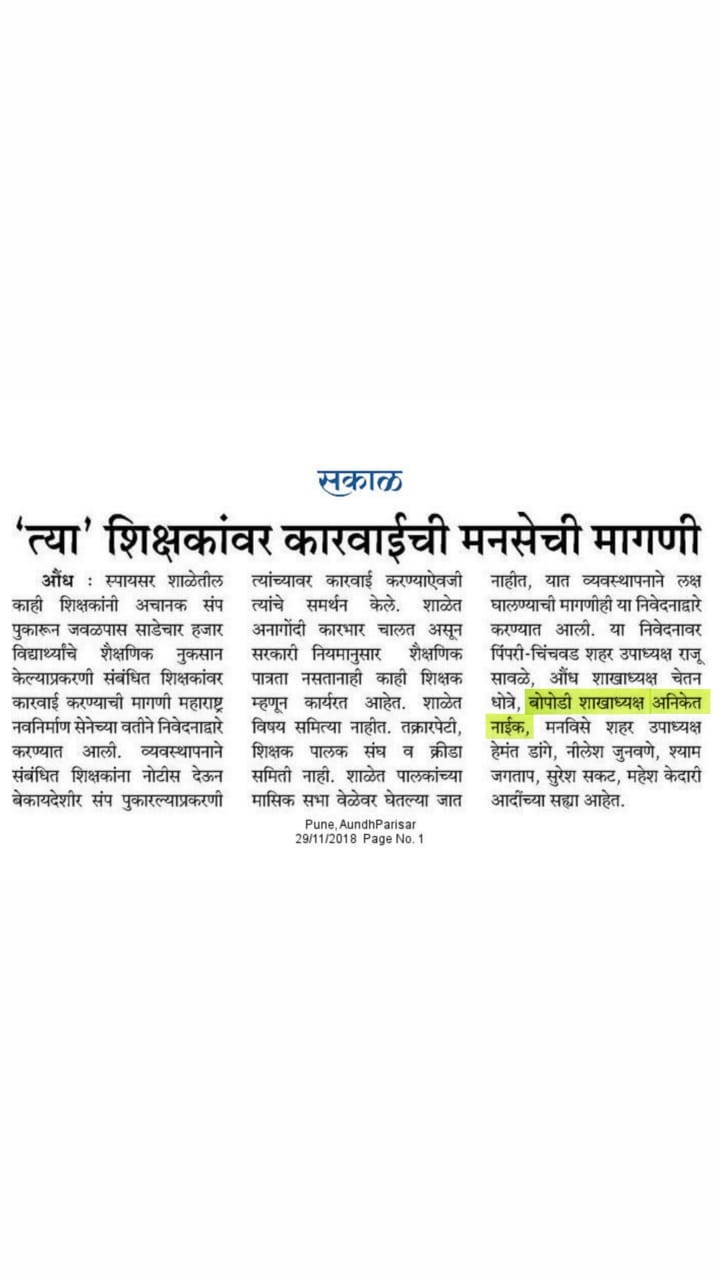 सकाळ
‘त्या’ शिक्षकांवर कारवाईची मनसेची मागणी
औंध : स्पायसर शाळेतील
काही शिक्षकांनी अचानक संप
पुकारून जवळपास साडेचार हजार
विद्यार्थ्यांचे शैक्षणिक नुकसान
केल्याप्रकरणी संबंधित शिक्षकांवर
कारवाई करण्याची मागणी महाराष्ट्र
नवनिर्माण सेनेच्या वतीने निवेदनाद्वारे
करण्यात आली. व्यवस्थापनाने
संबंधित शिक्षकांना नोटीस देऊन
बेकायदेशीर संप पुकारल्याप्रकरणी
त्यांच्यावर कारवाई करण्याऐवजी
त्यांचे समर्थन केले. शाळेत
अनागोंदी कारभार चालत असून
सरकारी नियमानुसार शैक्षणिक
पात्रता नसतानाही काही शिक्षक
म्हणून कार्यरत आहेत. शाळेत
विषय समित्या नाहीत. तक्रारपेटी,
शिक्षक पालक संघ व क्रीडा
समिती नाही. शाळेत पालकांच्या
मासिक सभा वेळेवर घेतल्या जात
नाहीत, यात व्यवस्थापनाने लक्ष
घालण्याची मागणीही या निवेदनाद्वारे
करण्यात आली. या निवेदनावर
पिंपरी-चिंचवड शहर उपाध्यक्ष राजू
सावळे, औंध शाखाध्यक्ष चेतन
धोत्रे, बोपोडी शाखाध्यक्ष अनिकेत
नाईक, मनविसे शहर उपाध्यक्ष
हेमंत डांगे, नीलेश जुनवणे, श्याम
जगताप, सुरेश सकट, महेश केदारी
आदींच्या सह्या आहेत.
Pune,AundhParisar
29/11/2018 Page No. 1